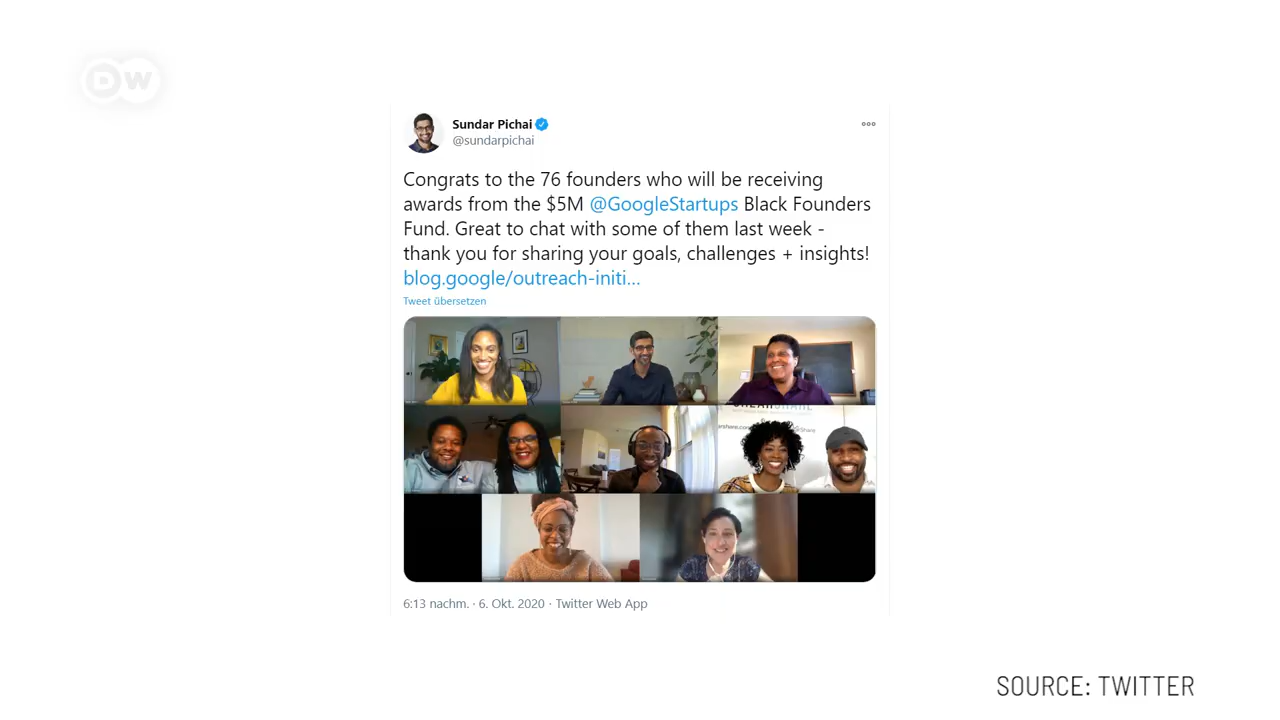 DW
Sundar Pichai
@sundarpichai
Congrats to the 76 founders who will be receiving
awards from the $5M @GoogleStartups Black Founders
Fund. Great to chat with some of them last week -
thank you for sharing your goals, challenges + insights!
blog.google/outreach-initi...
Tweet übersetzen
6:13 nachm. · 6. Okt. 2020 · Twitter Web App
SOURCE: TWITTER